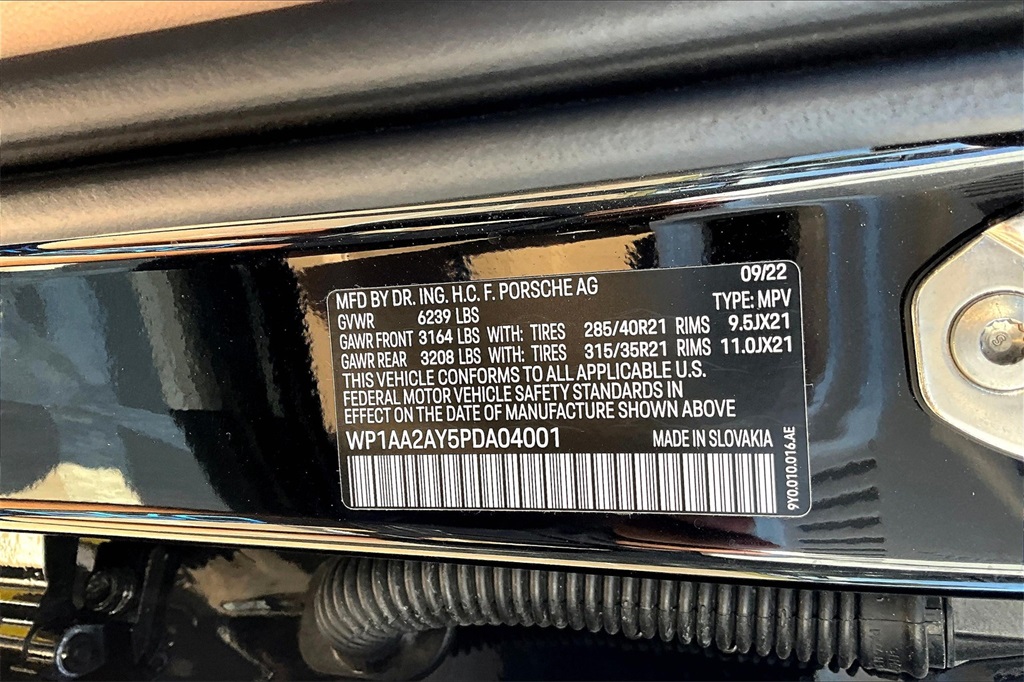 MFD BY DR. ING. H.C. F. PORSCHE AG 09/22
GVWR 6239 LBS TYPE: MPV
GAWR FRONT 3164 LBS WITH: TIRES 285/40R21 RIMS 9.5JX21
GAWR REAR 3208 LBS WITH: TIRES 315/35R21 RIMS 11.0JX21
THIS VEHICLE CONFORMS TO ALL APPLICABLE U.S.
FEDERAL MOTOR VEHICLE SAFETY STANDARDS IN
EFFECT ON THE DATE OF MANUFACTURE SHOWN ABOVE
WP1AA2AY5PDA04001 MADE IN SLOVAKIA
9Y0.010.016.AE